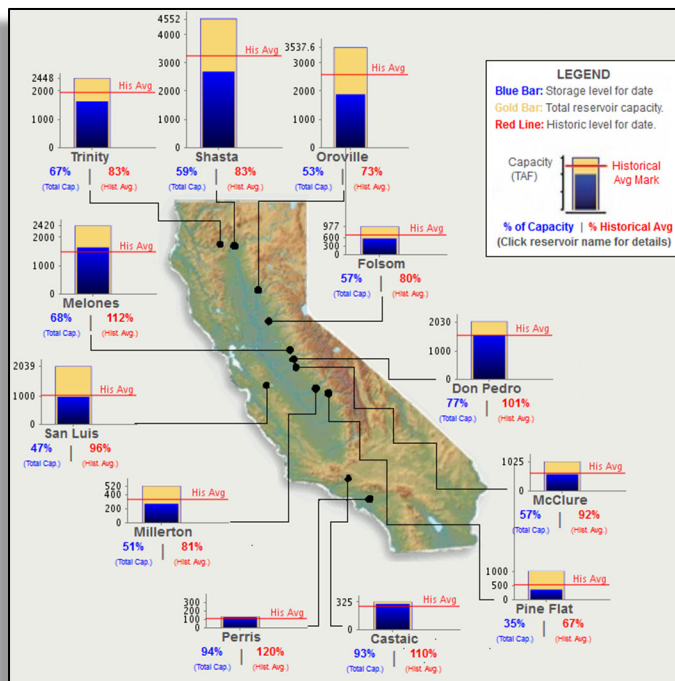 4552
His Avg
3000
2000
1000
0
Shasta
59% | 83%
(Total Cap.) (Hist. Avg.)
2448
2000
His Avg
1000
0
Trinity
67% | 83%
(Total Cap.) (Hist. Avg.)
3537.6
His Avg
2000
1000
0
Oroville
53% | 73%
(Total Cap.) (Hist. Avg.)
LEGEND
Blue Bar: Storage level for date
Gold Bar: Total reservoir capacity.
Red Line: Historic level for date.
Capacity
(TAF)
Historical
Avg Mark
% of Capacity | % Historical Avg
(Click reservoir name for details)
2420
2000
His Avg
1000
0
Melones
68% | 112%
(Total Cap.) (Hist. Avg.)
977
His Avg
600
300
0
Folsom
57% | 80%
(Total Cap.) (Hist. Avg.)
2030
His Avg
1000
0
Don Pedro
77% | 101%
(Total Cap.) (Hist. Avg.)
2039
His Avg
1000
0
San Luis
47% | 96%
(Total Cap.) (Hist. Avg.)
1025
His Avg
0
McClure
57% | 92%
(Total Cap.) (Hist. Avg.)
520
400
His Avg
200
0
Millerton
51% | 81%
(Total Cap.) (Hist. Avg.)
1000
His Avg
500
0
Pine Flat
35% | 67%
(Total Cap.) (Hist. Avg.)
300
200
His Avg
100
0
Perris
94% | 120%
(Total Cap.) (Hist. Avg.)
325
His Avg
0
Castaic
93% | 110%
(Total Cap.) (Hist. Avg.)